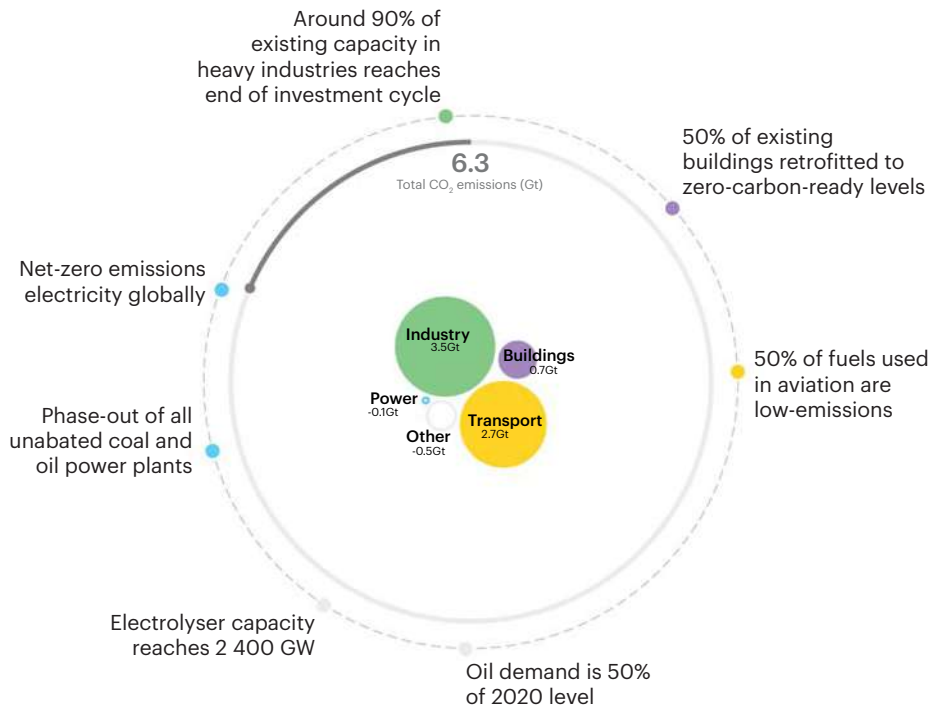 Around 90% of
existing capacity in
heavy industries reaches
end of investment cycle
50% of existing
buildings retrofitted to
zero-carbon-ready levels
6.3
Total CO₂ emissions (Gt)
Net-zero emissions
electricity globally
Industry
3.5Gt
Buildings
0.7Gt
50% of fuels used
in aviation are
low-emissions
Power
-0.1Gt
Other
-0.5Gt
Transport
2.7Gt
Phase-out of all
unabated coal and
oil power plants
Electrolyser capacity
reaches 2 400 GW
Oil demand is 50%
of 2020 level